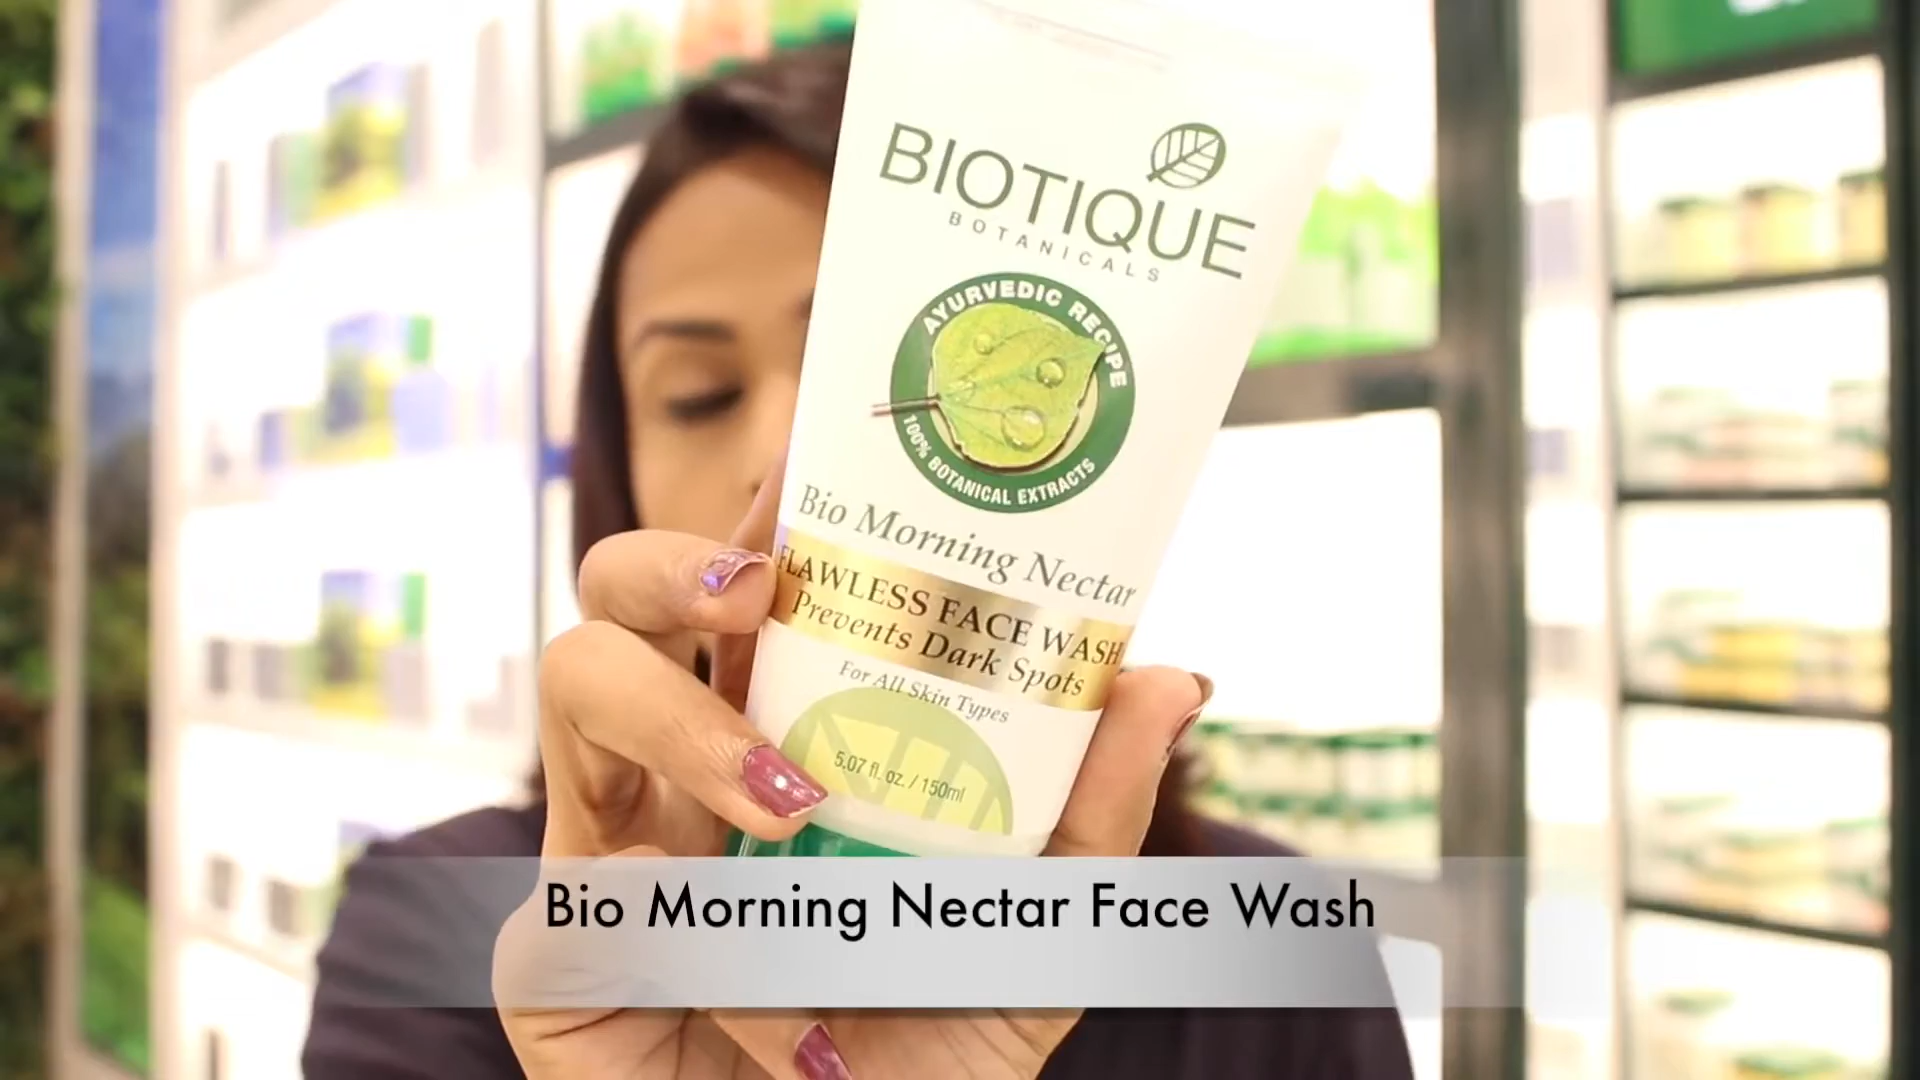 BIOTIQUE
BOTANICALS
AYURVEDIC RECIPE
100% BOTANICAL EXTRACTS
Bio Morning Nectar
FLAWLESS FACE WASH
Prevents Dark Spots
For All Skin Types
5.07 fl. oz. / 150ml
Bio Morning Nectar Face Wash